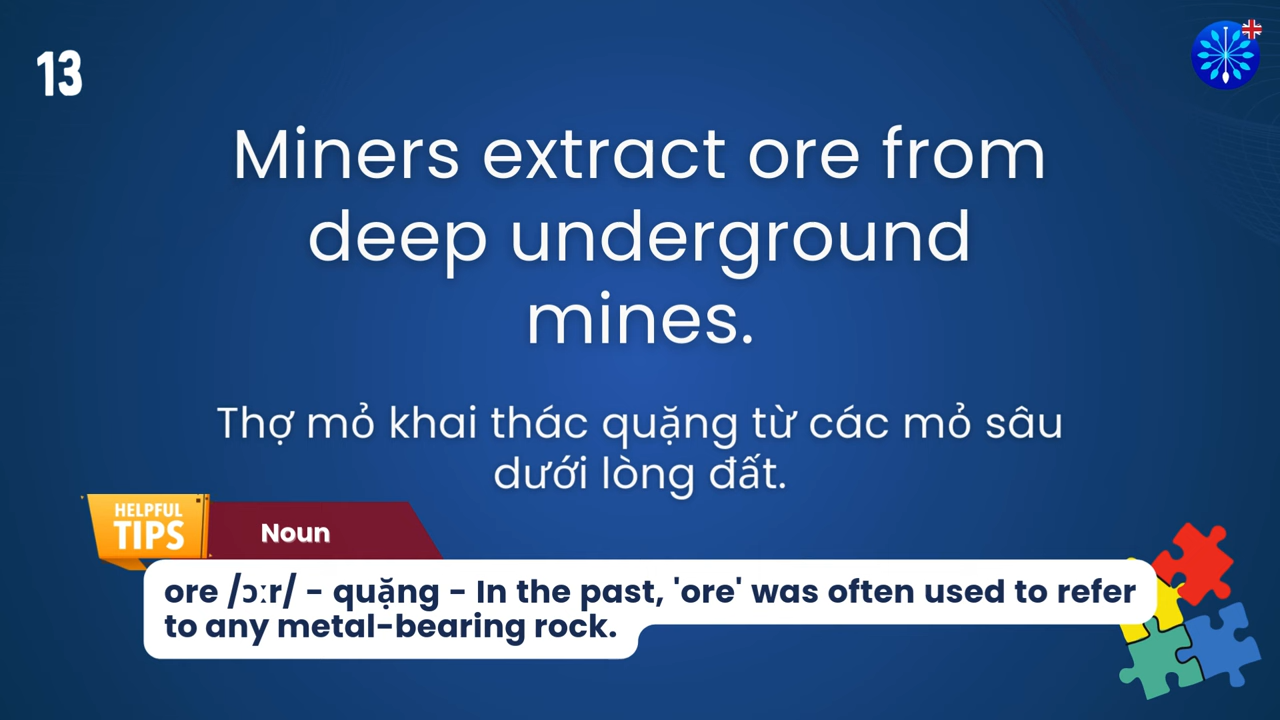 13
Miners extract ore from
deep underground
mines.
Thợ mỏ khai thác quặng từ các mỏ sâu
dưới lòng đất.
HELPFUL
TIPS
Noun
ore /ɔːr/ - quặng - In the past, 'ore' was often used to refer
to any metal-bearing rock.